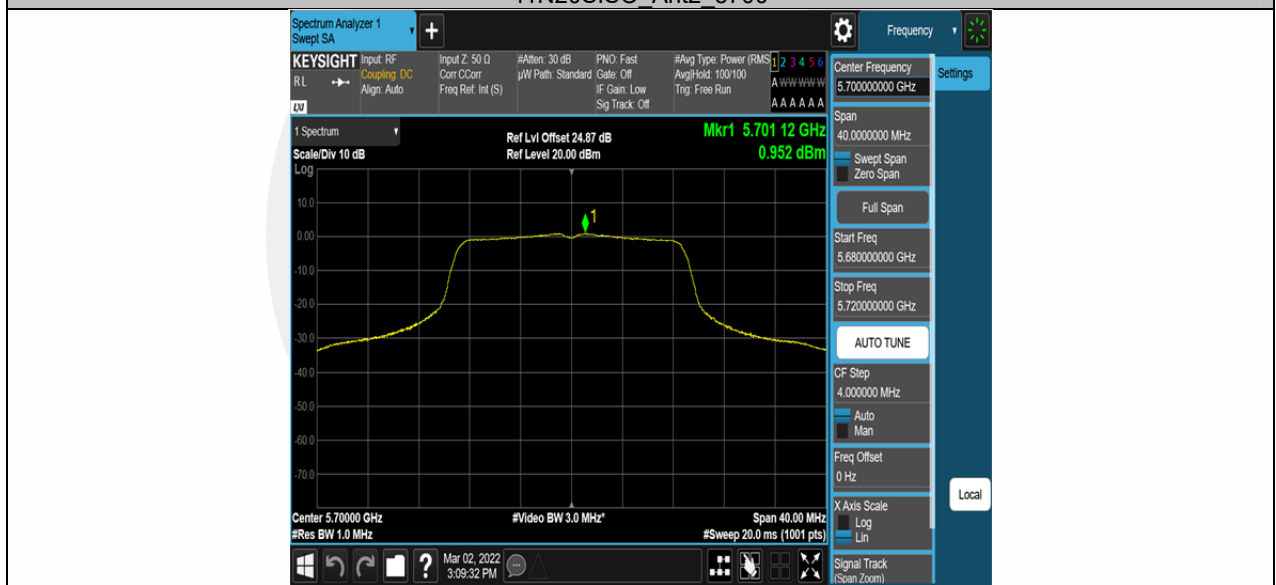 Spectrum Analyzer 1
Swept SA
+
Frequency
KEYSIGHT
RL
LXI
Input: RF
Coupling: DC
Align: Auto
Input Z: 50 Ω
Corr CCorr
Freq Ref: Int (S)
#Atten: 30 dB
µW Path: Standard
PNO: Fast
Gate: Off
IF Gain: Low
Sig Track: Off
#Avg Type: Power (RMS
Avg|Hold: 100/100
Trig: Free Run
1 2 3 4 5 6
A W W W W W
A A A A A A
1 Spectrum
Scale/Div 10 dB
Log
Ref Lvl Offset 24.87 dB
Ref Level 20.00 dBm
Mkr1 5.701 12 GHz
0.952 dBm
10.0
0.00
-10.0
-20.0
-30.0
-40.0
-50.0
-60.0
-70.0
1
Center 5.70000 GHz
#Res BW 1.0 MHz
#Video BW 3.0 MHz*
Span 40.00 MHz
#Sweep 20.0 ms (1001 pts)
?
Mar 02, 2022
3:09:32 PM
Center Frequency
5.700000000 GHz
Settings
Span
40.0000000 MHz
Swept Span
Zero Span
Full Span
Start Freq
5.680000000 GHz
Stop Freq
5.720000000 GHz
AUTO TUNE
CF Step
4.000000 MHz
Auto
Man
Freq Offset
0 Hz
X Axis Scale
Log
Lin
Local
Signal Track
(Span Zoom)